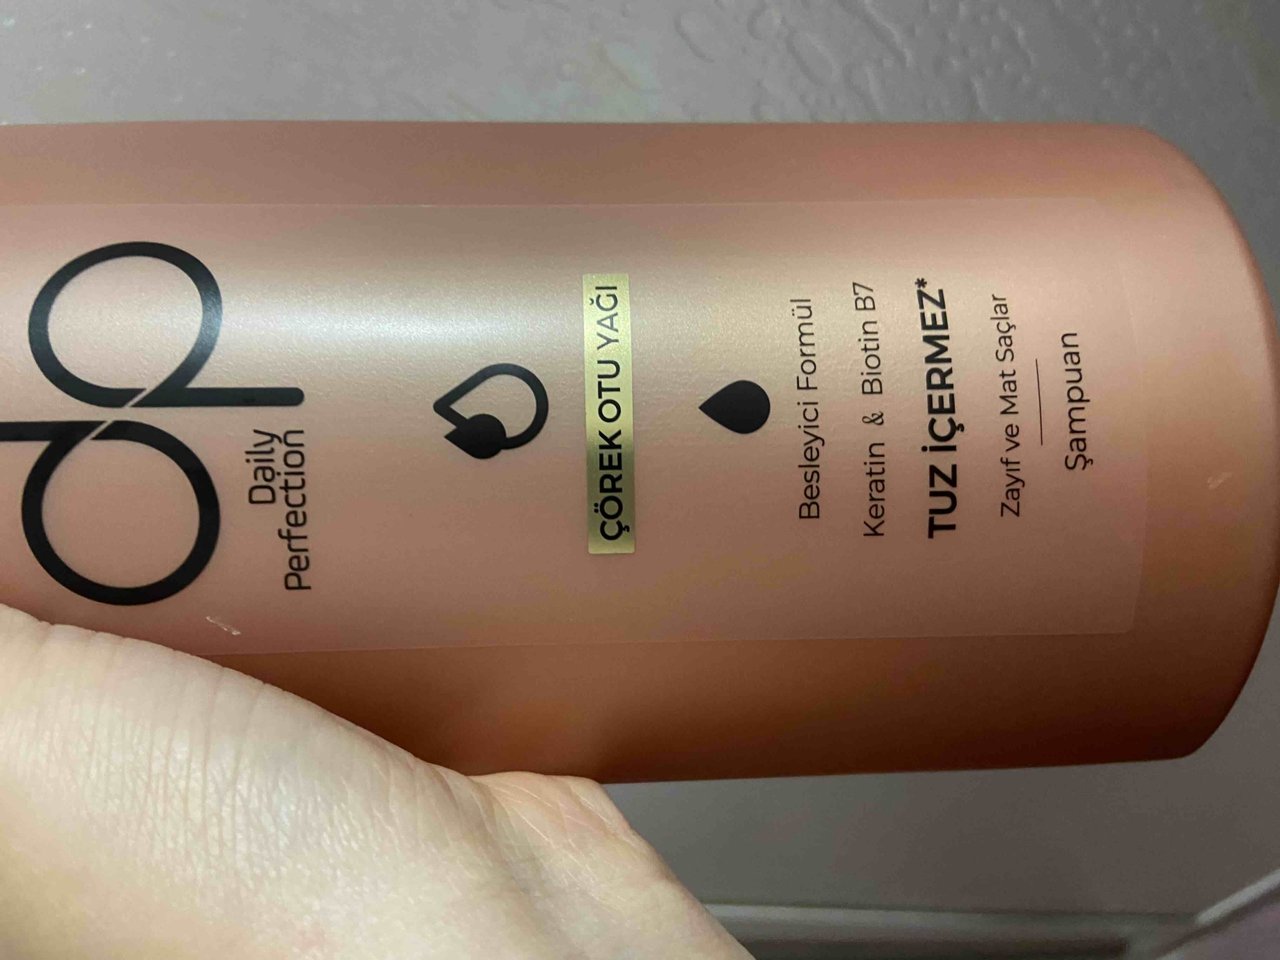 dp
Daily
Perfection
ÇÖREK OTU YAĞI
Besleyici Formül
Keratin & Biotin B7
TUZ İÇERMEZ*
Zayıf ve Mat Saçlar
Şampuan